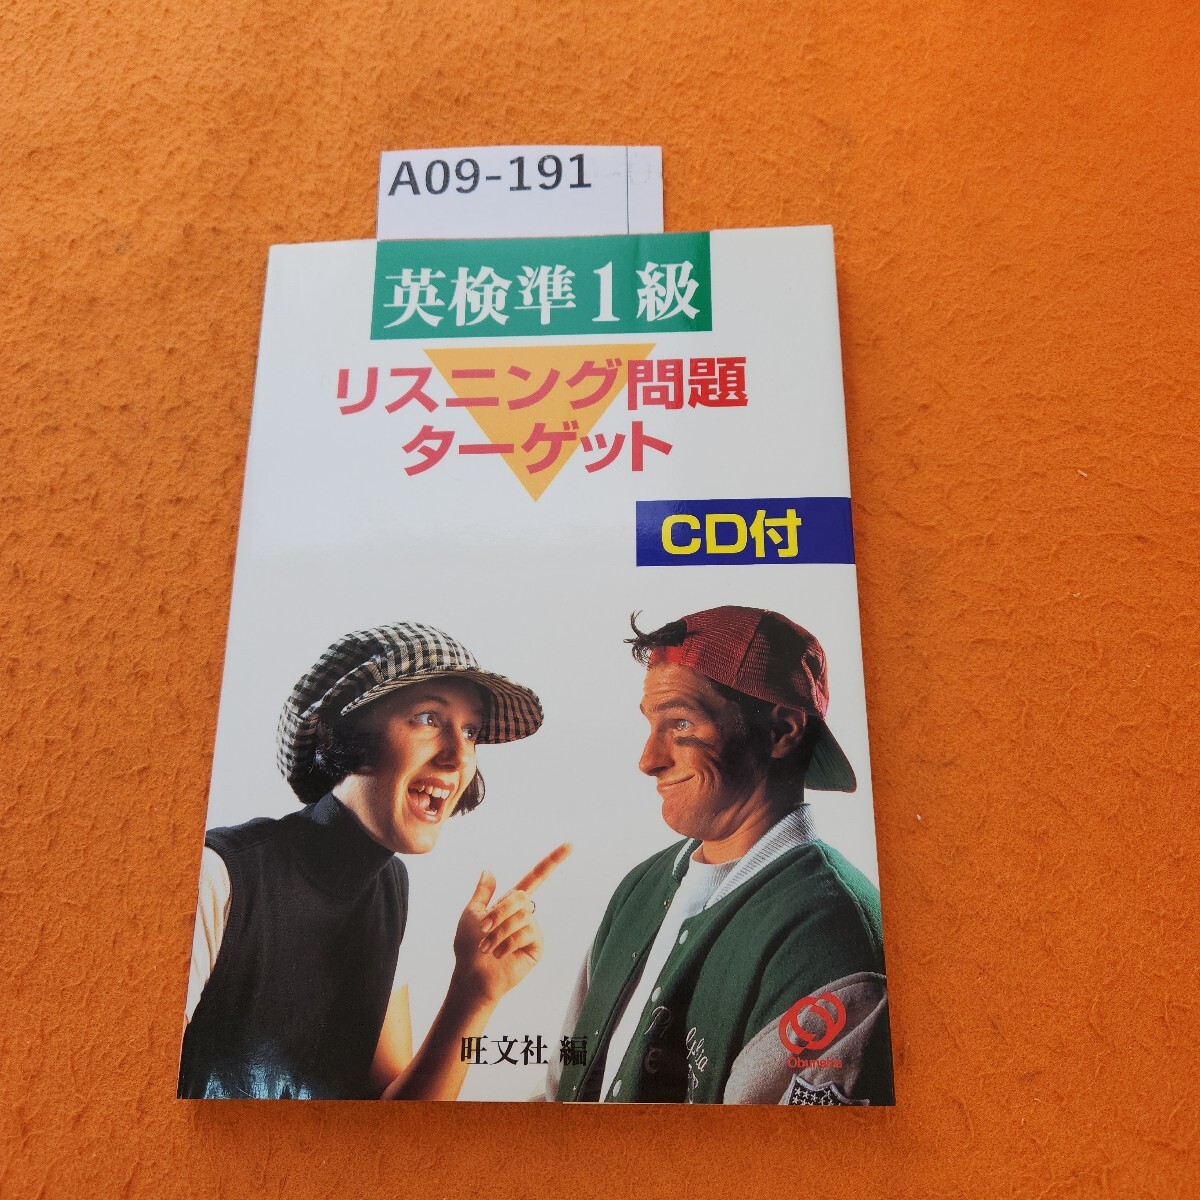 A09-191
英検準1級
リスニング問題
ターゲット
CD付
旺文社 編
Obunsha